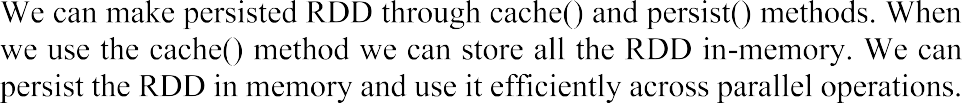 We can make persisted RDD through cache() and persist() methods. When
we use the cache() method we can store all the RDD in-memory. We can
persist the RDD in memory and use it efficiently across parallel operations.